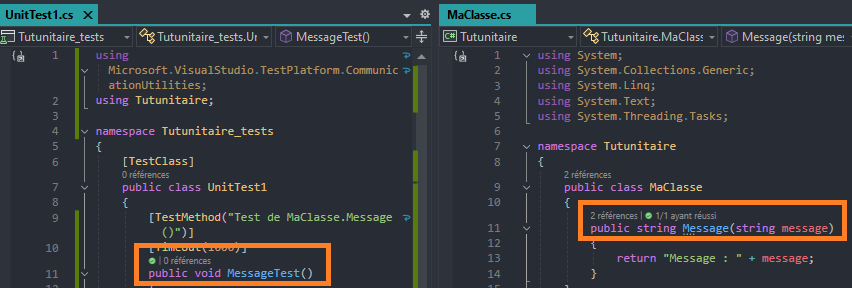 UnitTest1.cs
Tutunitaire_tests
Tutunitaire_tests.Ur
MessageTest()
1 using
Microsoft.VisualStudio.TestPlatform.Communic
ationUtilities;
2 using Tutunitaire;
3
4 namespace Tutunitaire_tests
5 {
6 [TestClass]
0 références
7 public class UnitTest1
8 {
9 [TestMethod("Test de MaClasse.Message
()")]
10 [Timeout(1000)]
| 0 références
11 public void MessageTest()
MaClasse.cs
C# Tutunitaire
Tutunitaire.MaClass
Message(string mes
1 using System;
2 using System.Collections.Generic;
3 using System.Linq;
4 using System.Text;
5 using System.Threading.Tasks;
6
7 namespace Tutunitaire
8 {
2 références
9 public class MaClasse
10 {
2 références | 1/1 ayant réussi
11 public string Message(string message)
12 {
13 return "Message : " + message;
14 }